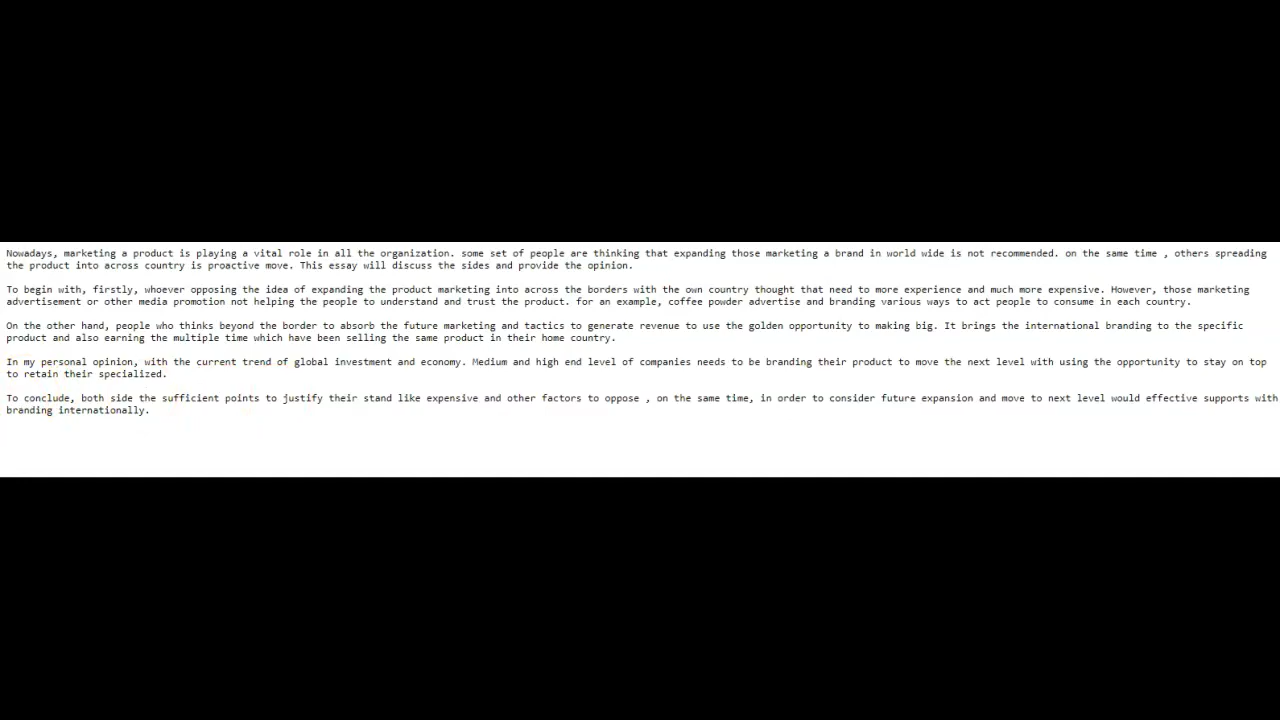 Nowadays, marketing a product is playing a vital role in all the organization. some set of people are thinking that expanding those marketing a brand in world wide is not recommended. on the same time , others spreading
the product into across country is proactive move. This essay will discuss the sides and provide the opinion.
To begin with, firstly, whoever opposing the idea of expanding the product marketing into across the borders with the own country thought that need to more experience and much more expensive. However, those marketing
advertisement or other media promotion not helping the people to understand and trust the product. for an example, coffee powder advertise and branding various ways to act people to consume in each country.
On the other hand, people who thinks beyond the border to absorb the future marketing and tactics to generate revenue to use the golden opportunity to making big. It brings the international branding to the specific
product and also earning the multiple time which have been selling the same product in their home country.
In my personal opinion, with the current trend of global investment and economy. Medium and high end level of companies needs to be branding their product to move the next level with using the opportunity to stay on top
to retain their specialized.
To conclude, both side the sufficient points to justify their stand like expensive and other factors to oppose , on the same time, in order to consider future expansion and move to next level would effective supports with
branding internationally.